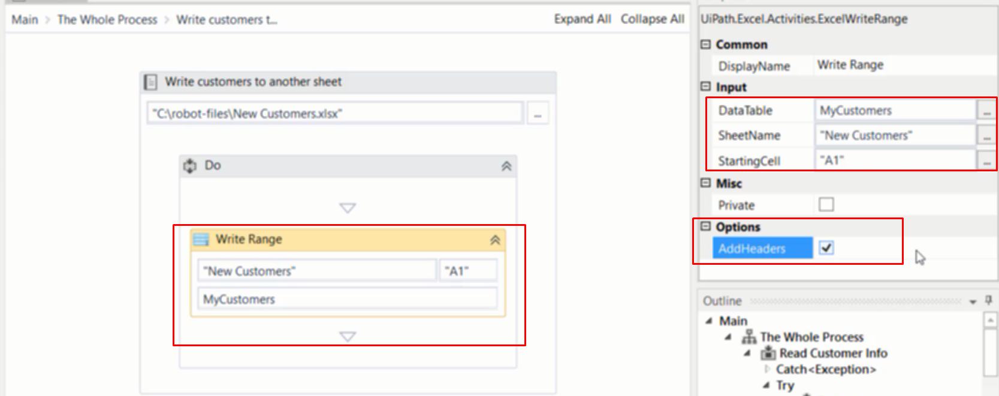 Main > The Whole Process > Write customers t...
Expand All Collapse All
Write customers to another sheet
"C:\robot-files\New Customers.xlsx"
...
Do
Write Range
"New Customers" "A1"
MyCustomers
UiPath.Excel.Activities.ExcelWriteRange
Common
DisplayName Write Range
Input
DataTable MyCustomers ...
SheetName "New Customers" ...
StartingCell "A1" ...
Misc
Private
Options
AddHeaders
Outline
Main
The Whole Process
Read Customer Info
Catch<Exception>
Try